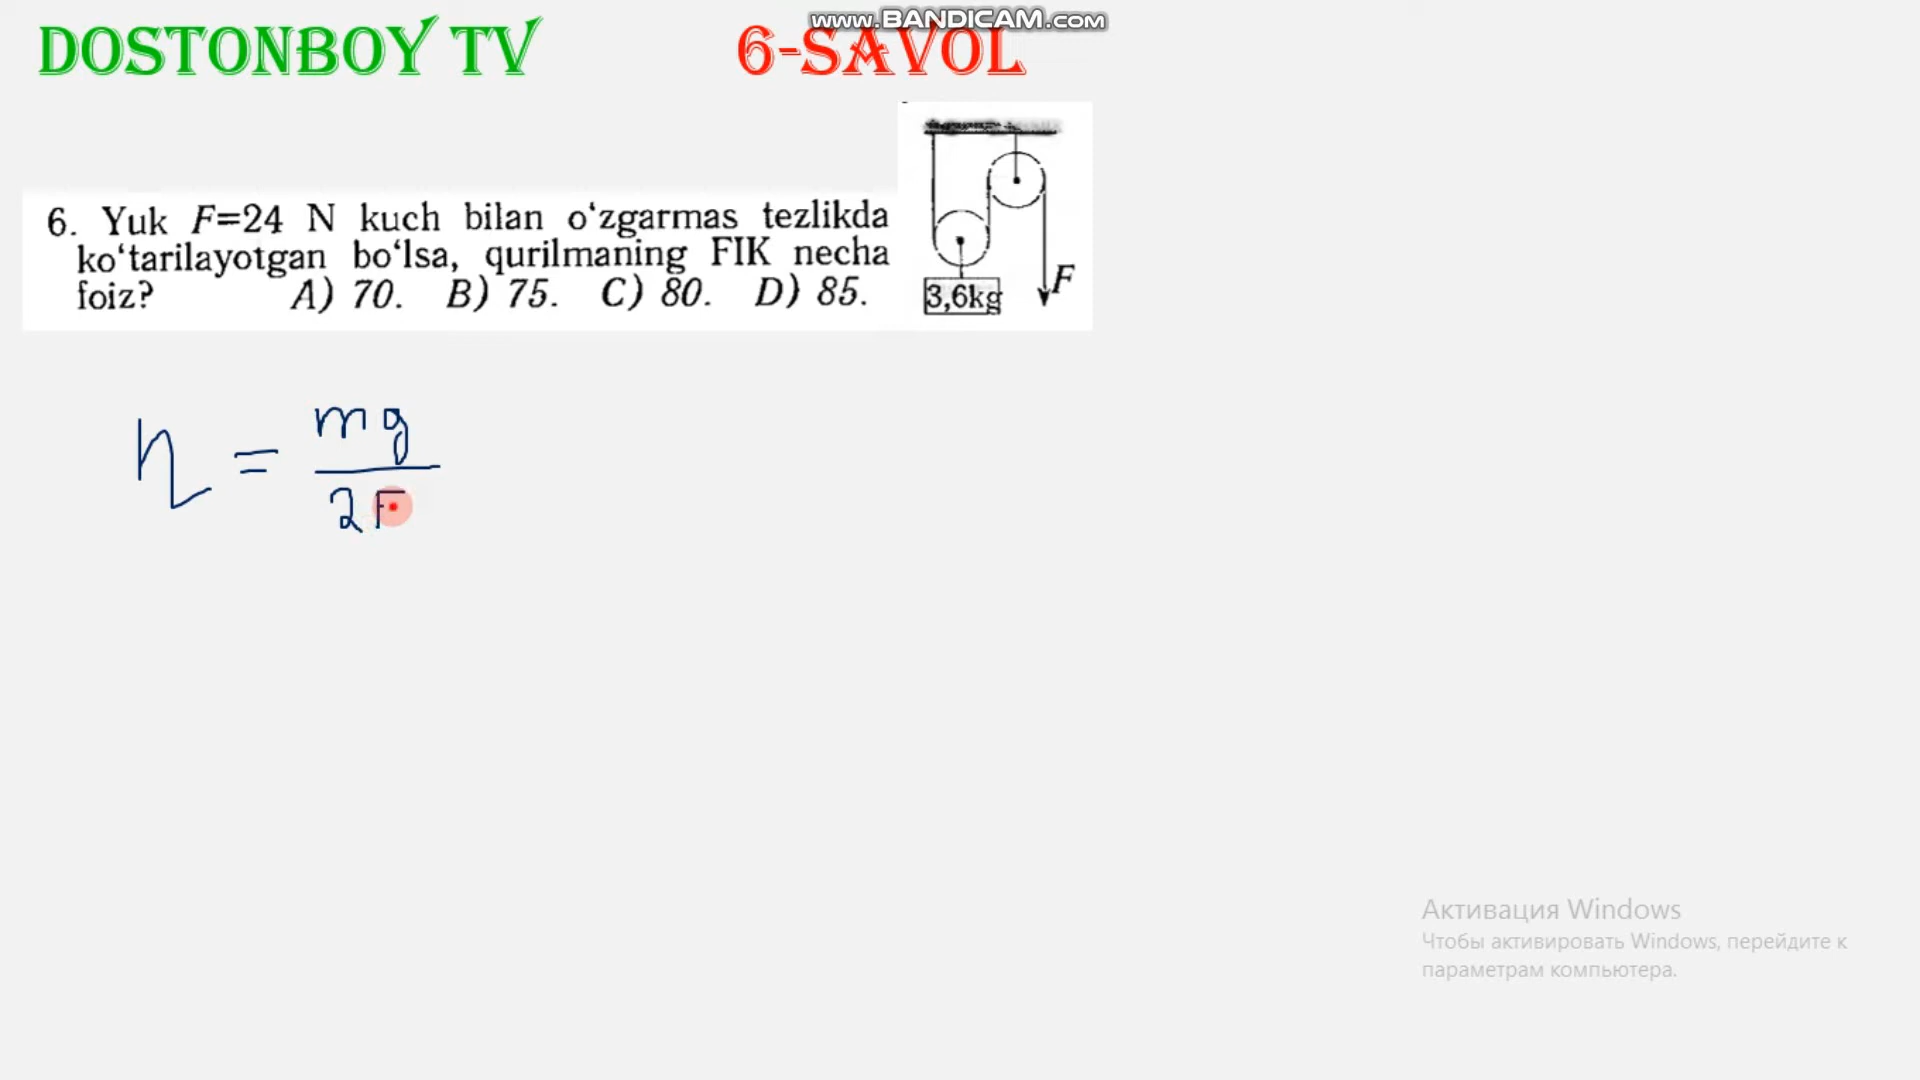 www.BANDICAM.com
DOSTONBOY TV
6-SAVOL
6. Yuk F=24 N kuch bilan o‘zgarmas tezlikda
ko‘tarilayotgan bo‘lsa, qurilmaning FIK necha
foiz? A) 70. B) 75. C) 80. D) 85.
3,6kg
F
η = mg
2F
Активация Windows
Чтобы активировать Windows, перейдите к
параметрам компьютера.